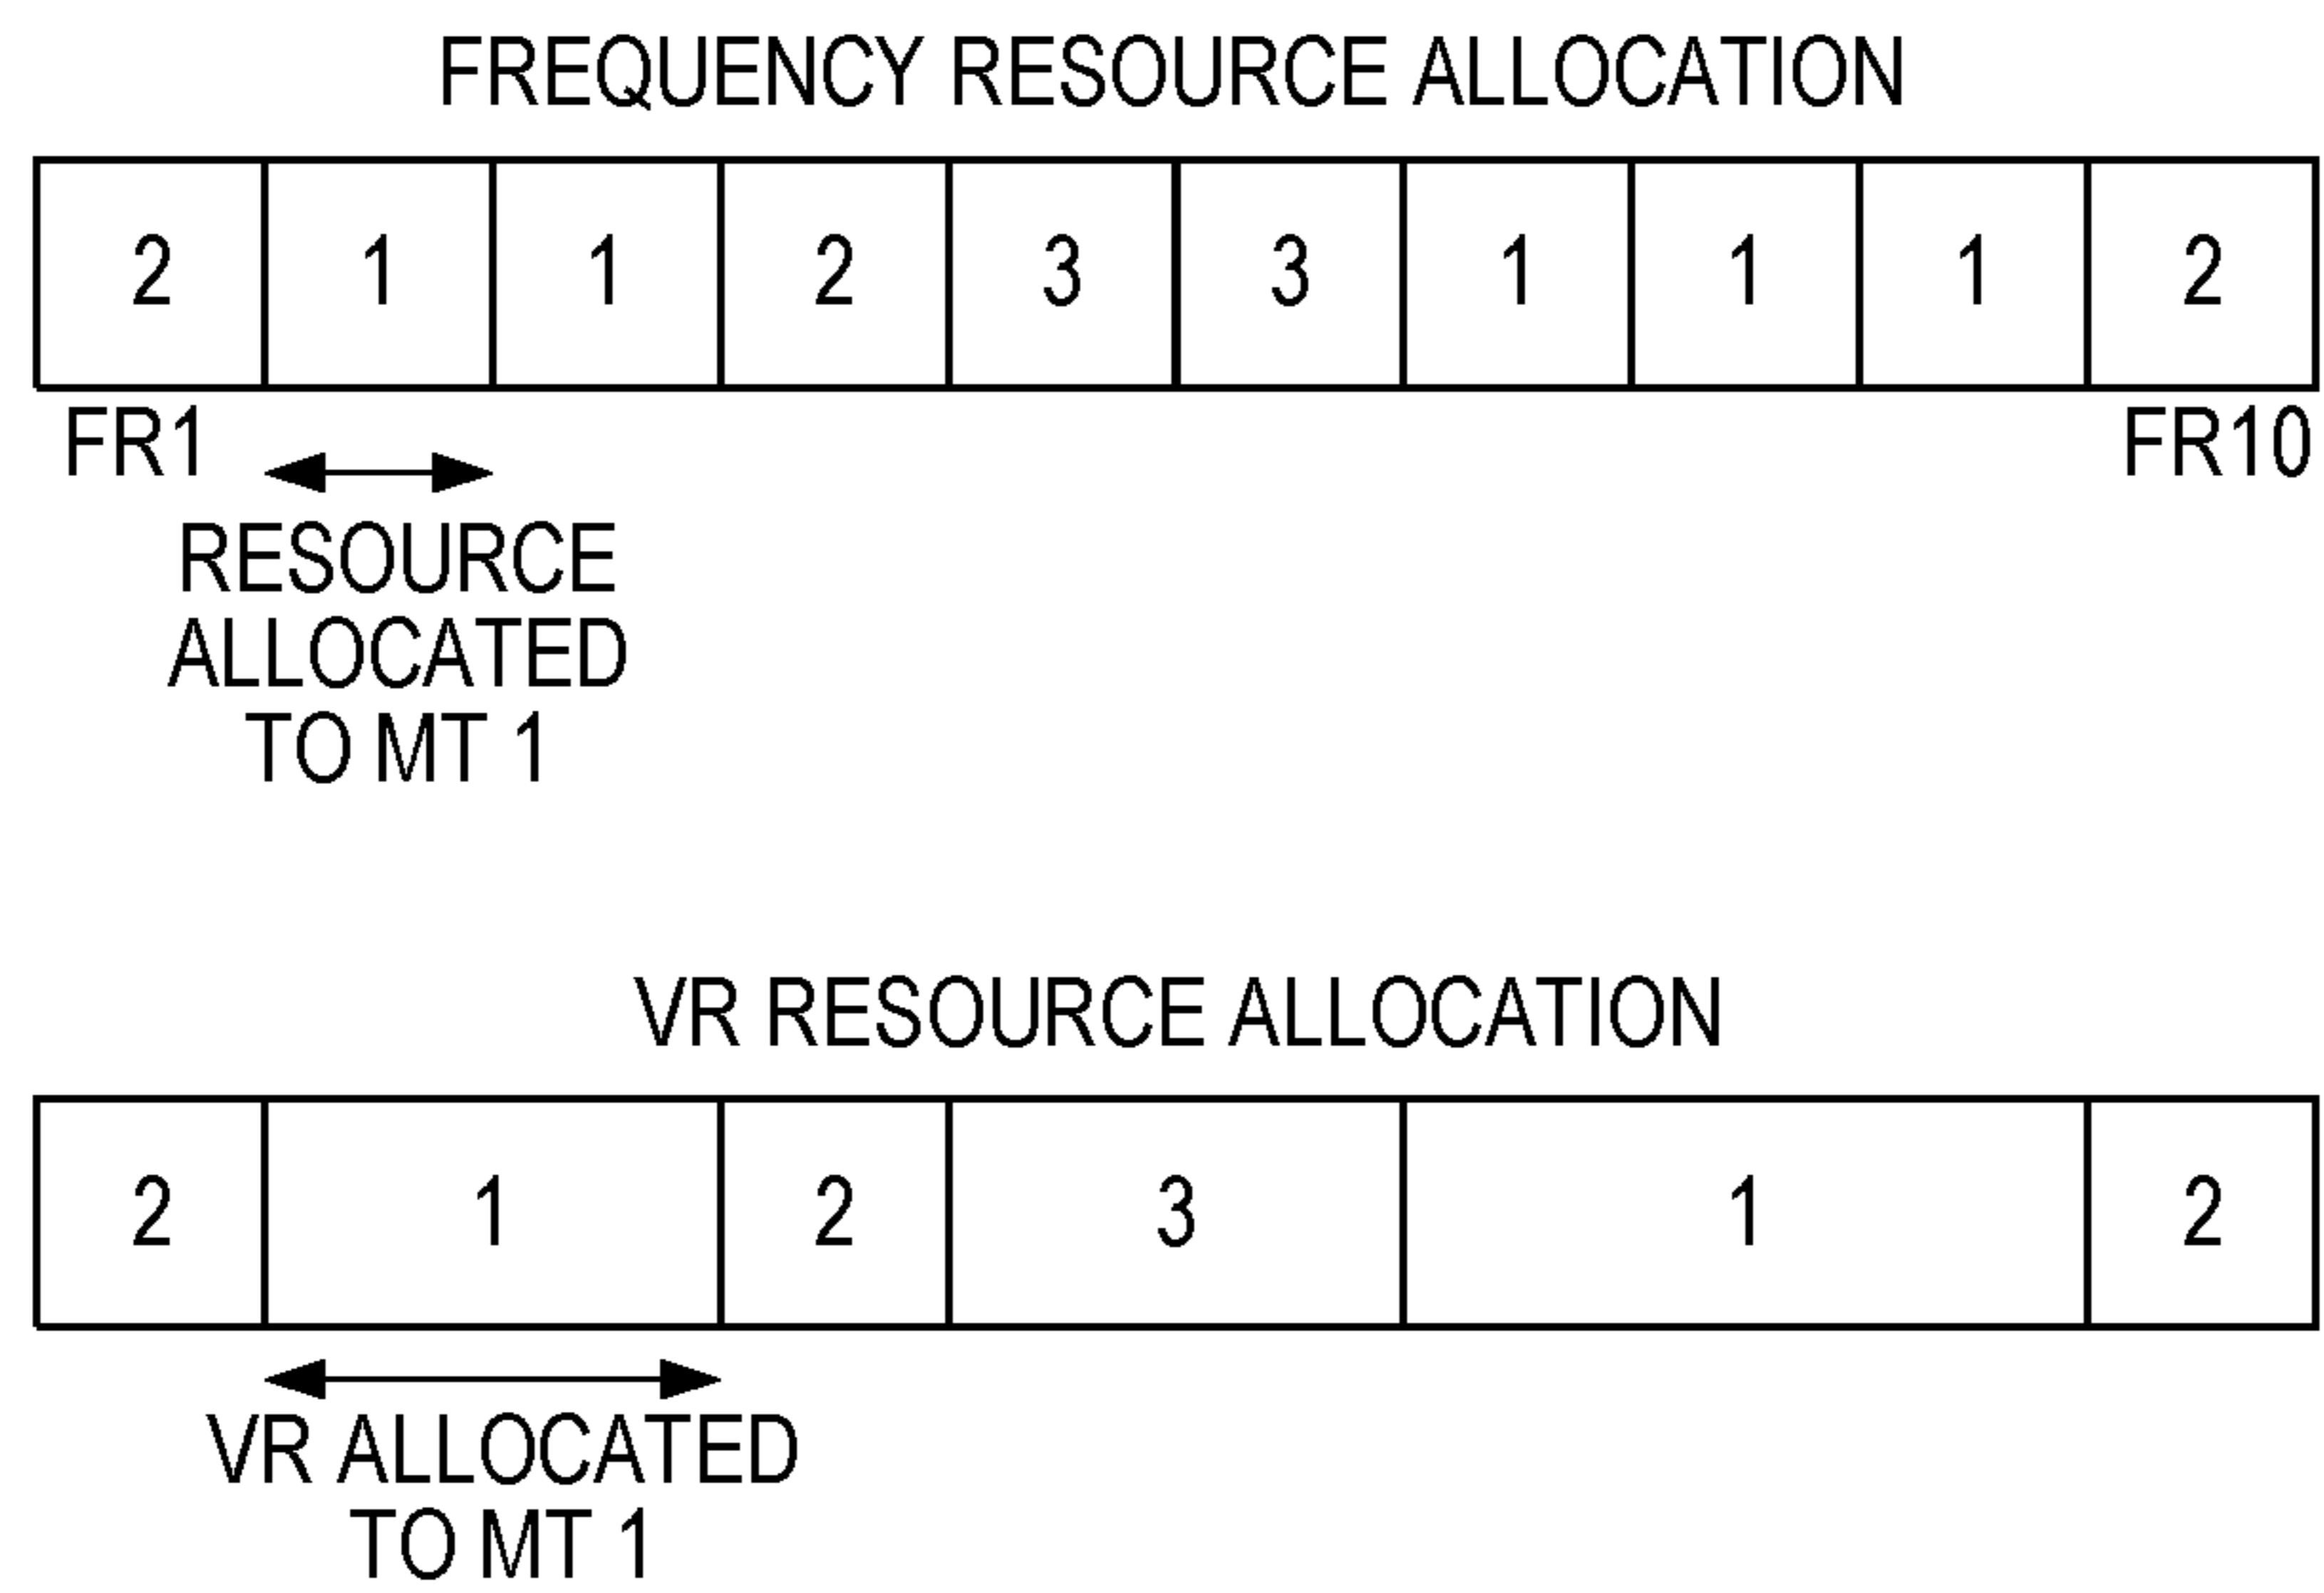 FREQUENCY RESOURCE ALLOCATION
2 1 1 2 3 3 1 1 1 2
FR1 FR10
RESOURCE
ALLOCATED
TO MT 1
VR RESOURCE ALLOCATION
2 1 2 3 1 2
VR ALLOCATED
TO MT 1